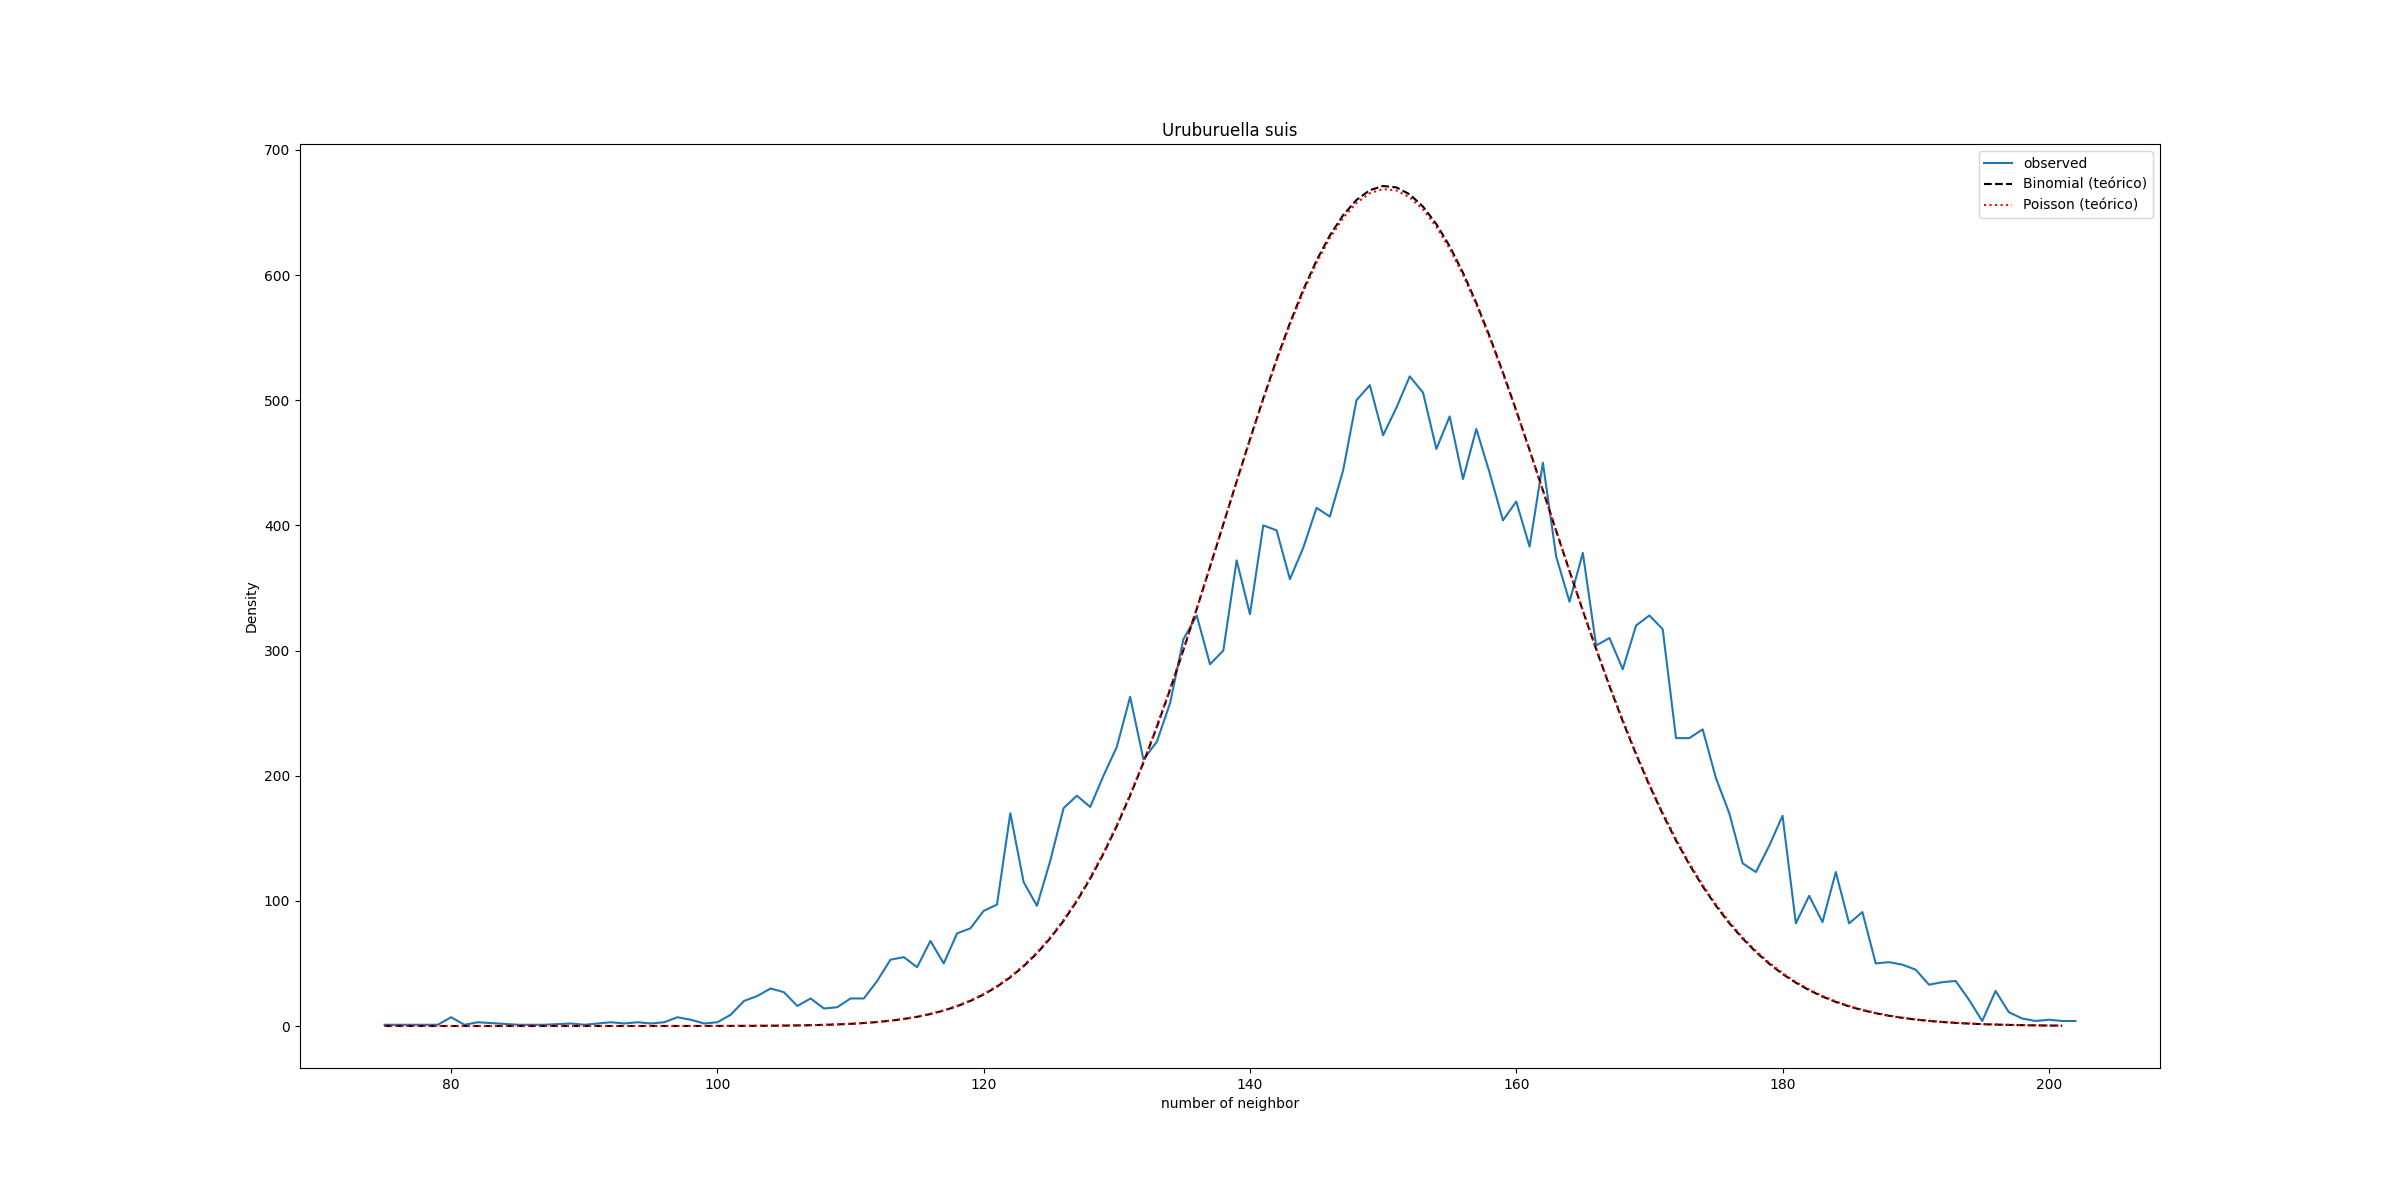 Uruburuella suis
observed
Binomial (teórico)
Poisson (teórico)
700
600
500
400
300
200
100
0
Density
80 100 120 140 160 180 200
number of neighbor